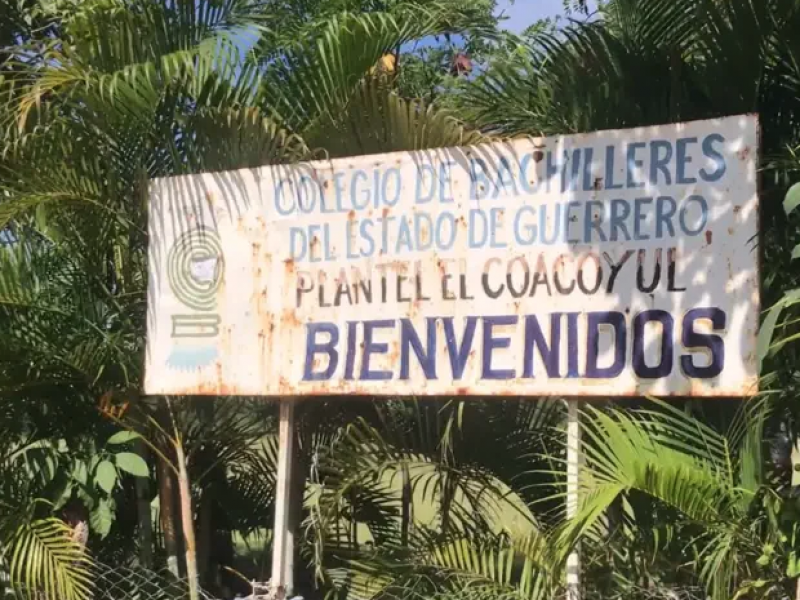 COLEGIO DE BACHILLERES
DEL ESTADO DE GUERRERO,
PLANTEL EL COACOYUL
BIENVENIDOS